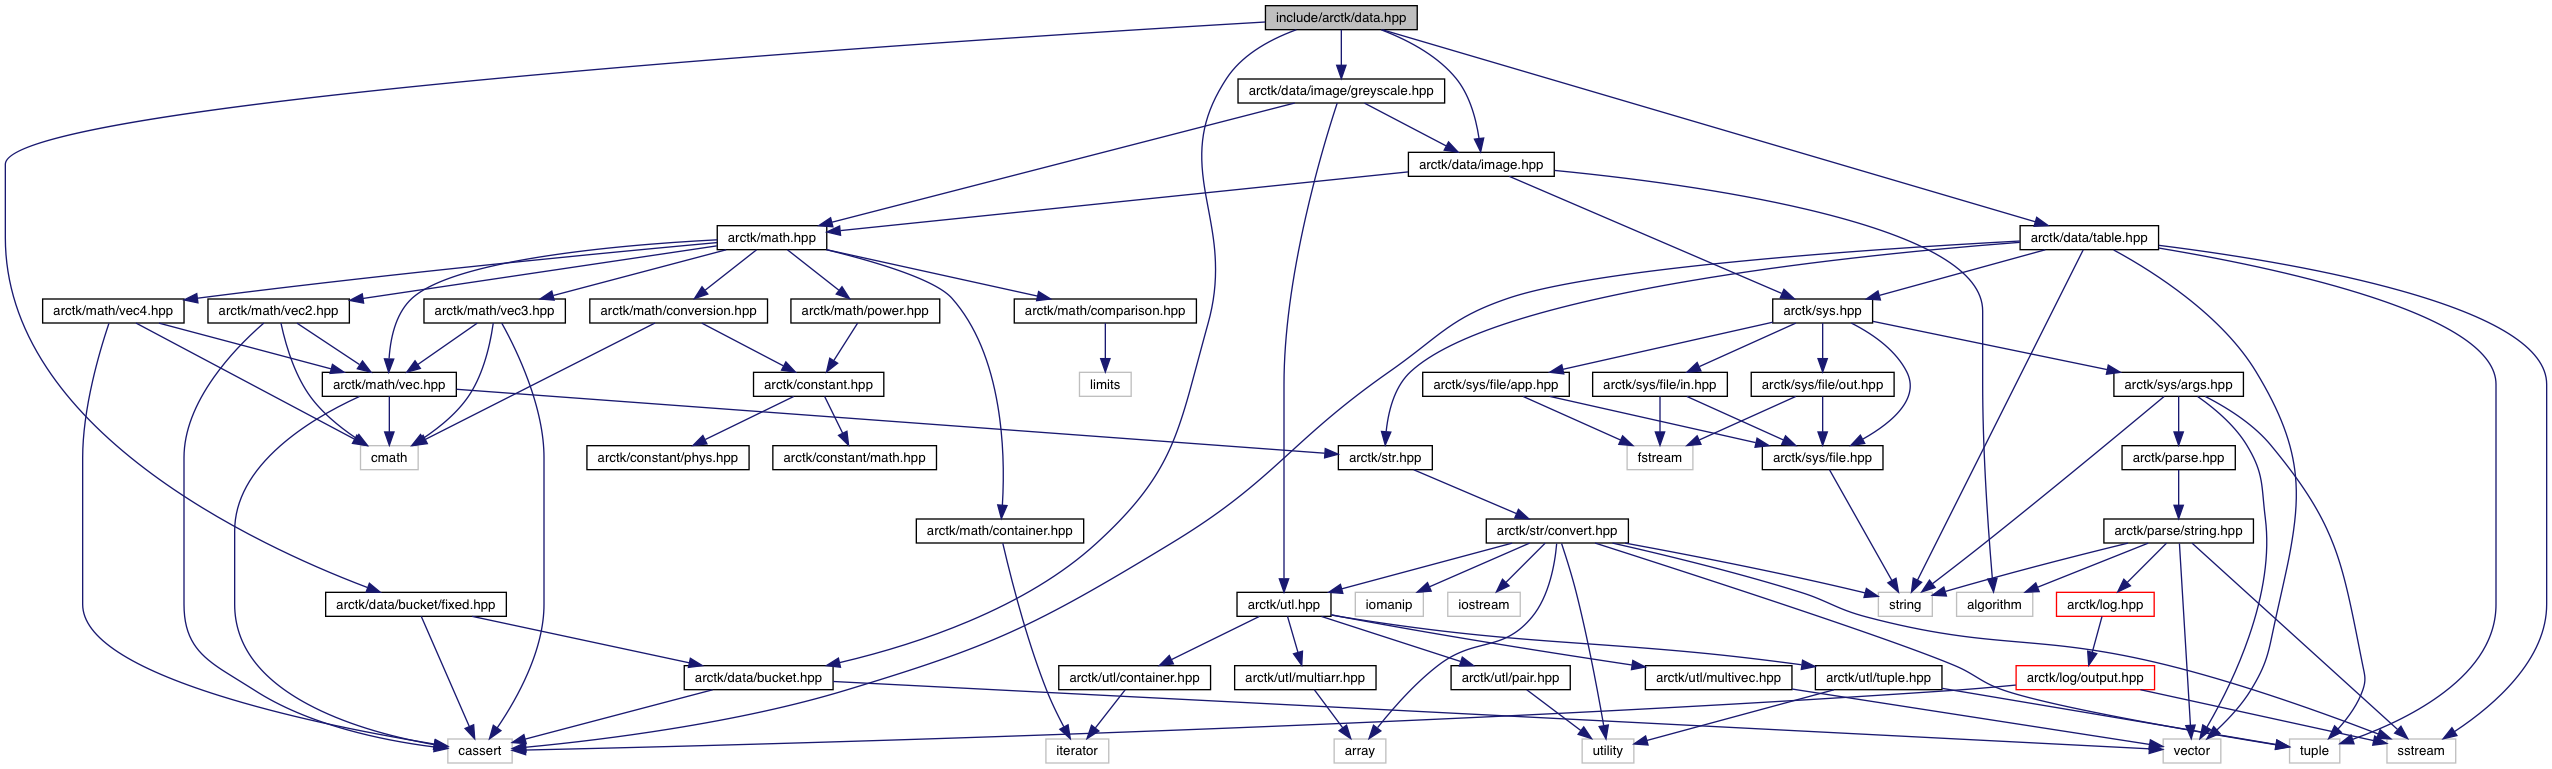 include/arctk/data.hpp
arctk/data/image/greyscale.hpp
arctk/data/image.hpp
arctk/math.hpp
arctk/data/table.hpp
arctk/math/vec4.hpp
arctk/math/vec2.hpp
arctk/math/vec3.hpp
arctk/math/conversion.hpp
arctk/math/power.hpp
arctk/math/comparison.hpp
arctk/sys.hpp
arctk/math/vec.hpp
arctk/constant.hpp
limits
arctk/sys/file/app.hpp
arctk/sys/file/in.hpp
arctk/sys/file/out.hpp
arctk/sys/args.hpp
cmath
arctk/constant/phys.hpp
arctk/constant/math.hpp
arctk/str.hpp
fstream
arctk/sys/file.hpp
arctk/parse.hpp
arctk/math/container.hpp
arctk/str/convert.hpp
arctk/parse/string.hpp
arctk/data/bucket/fixed.hpp
arctk/utl.hpp
iomanip
iostream
string
algorithm
arctk/log.hpp
arctk/data/bucket.hpp
arctk/utl/container.hpp
arctk/utl/multiarr.hpp
arctk/utl/pair.hpp
arctk/utl/multivec.hpp
arctk/utl/tuple.hpp
arctk/log/output.hpp
cassert
iterator
array
utility
vector
tuple
sstream